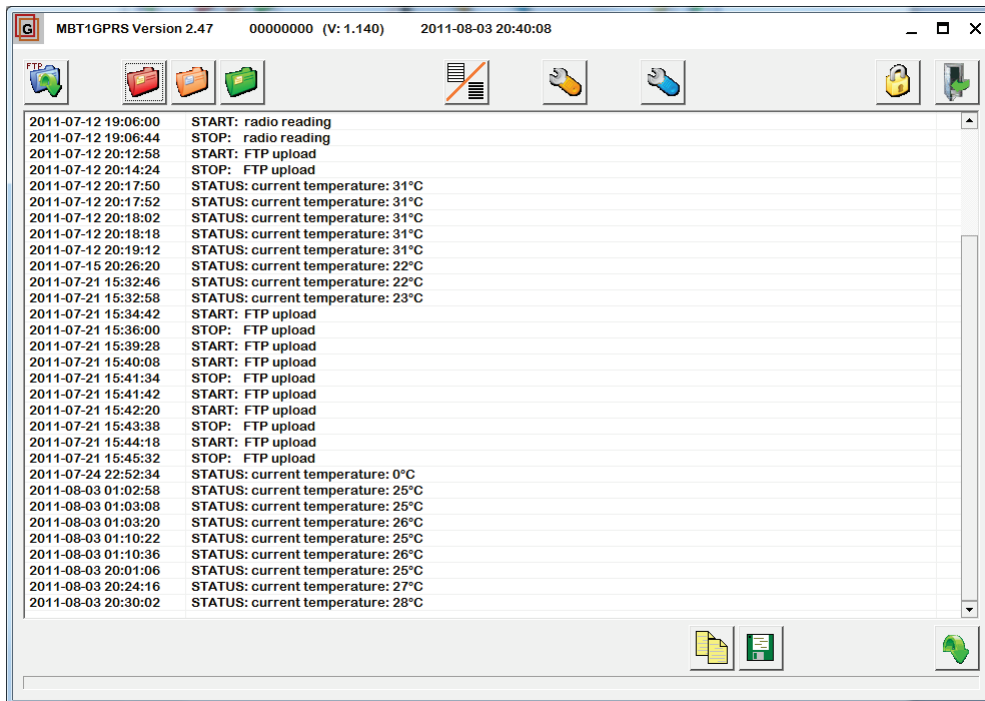 G MBT1GPRS Version 2.47 00000000 (V: 1.140) 2011-08-03 20:40:08
FTP
2011-07-12 19:06:00 START: radio reading
2011-07-12 19:06:44 STOP: radio reading
2011-07-12 20:12:58 START: FTP upload
2011-07-12 20:14:24 STOP: FTP upload
2011-07-12 20:17:50 STATUS: current temperature: 31°C
2011-07-12 20:17:52 STATUS: current temperature: 31°C
2011-07-12 20:18:02 STATUS: current temperature: 31°C
2011-07-12 20:18:18 STATUS: current temperature: 31°C
2011-07-12 20:19:12 STATUS: current temperature: 31°C
2011-07-15 20:26:20 STATUS: current temperature: 22°C
2011-07-21 15:32:46 STATUS: current temperature: 22°C
2011-07-21 15:32:58 STATUS: current temperature: 23°C
2011-07-21 15:34:42 START: FTP upload
2011-07-21 15:36:00 STOP: FTP upload
2011-07-21 15:39:28 START: FTP upload
2011-07-21 15:40:08 START: FTP upload
2011-07-21 15:41:34 STOP: FTP upload
2011-07-21 15:41:42 START: FTP upload
2011-07-21 15:42:20 START: FTP upload
2011-07-21 15:43:38 STOP: FTP upload
2011-07-21 15:44:18 START: FTP upload
2011-07-21 15:45:32 STOP: FTP upload
2011-07-24 22:52:34 STATUS: current temperature: 0°C
2011-08-03 01:02:58 STATUS: current temperature: 25°C
2011-08-03 01:03:08 STATUS: current temperature: 25°C
2011-08-03 01:03:20 STATUS: current temperature: 26°C
2011-08-03 01:10:22 STATUS: current temperature: 25°C
2011-08-03 01:10:36 STATUS: current temperature: 26°C
2011-08-03 20:01:06 STATUS: current temperature: 25°C
2011-08-03 20:24:16 STATUS: current temperature: 27°C
2011-08-03 20:30:02 STATUS: current temperature: 28°C